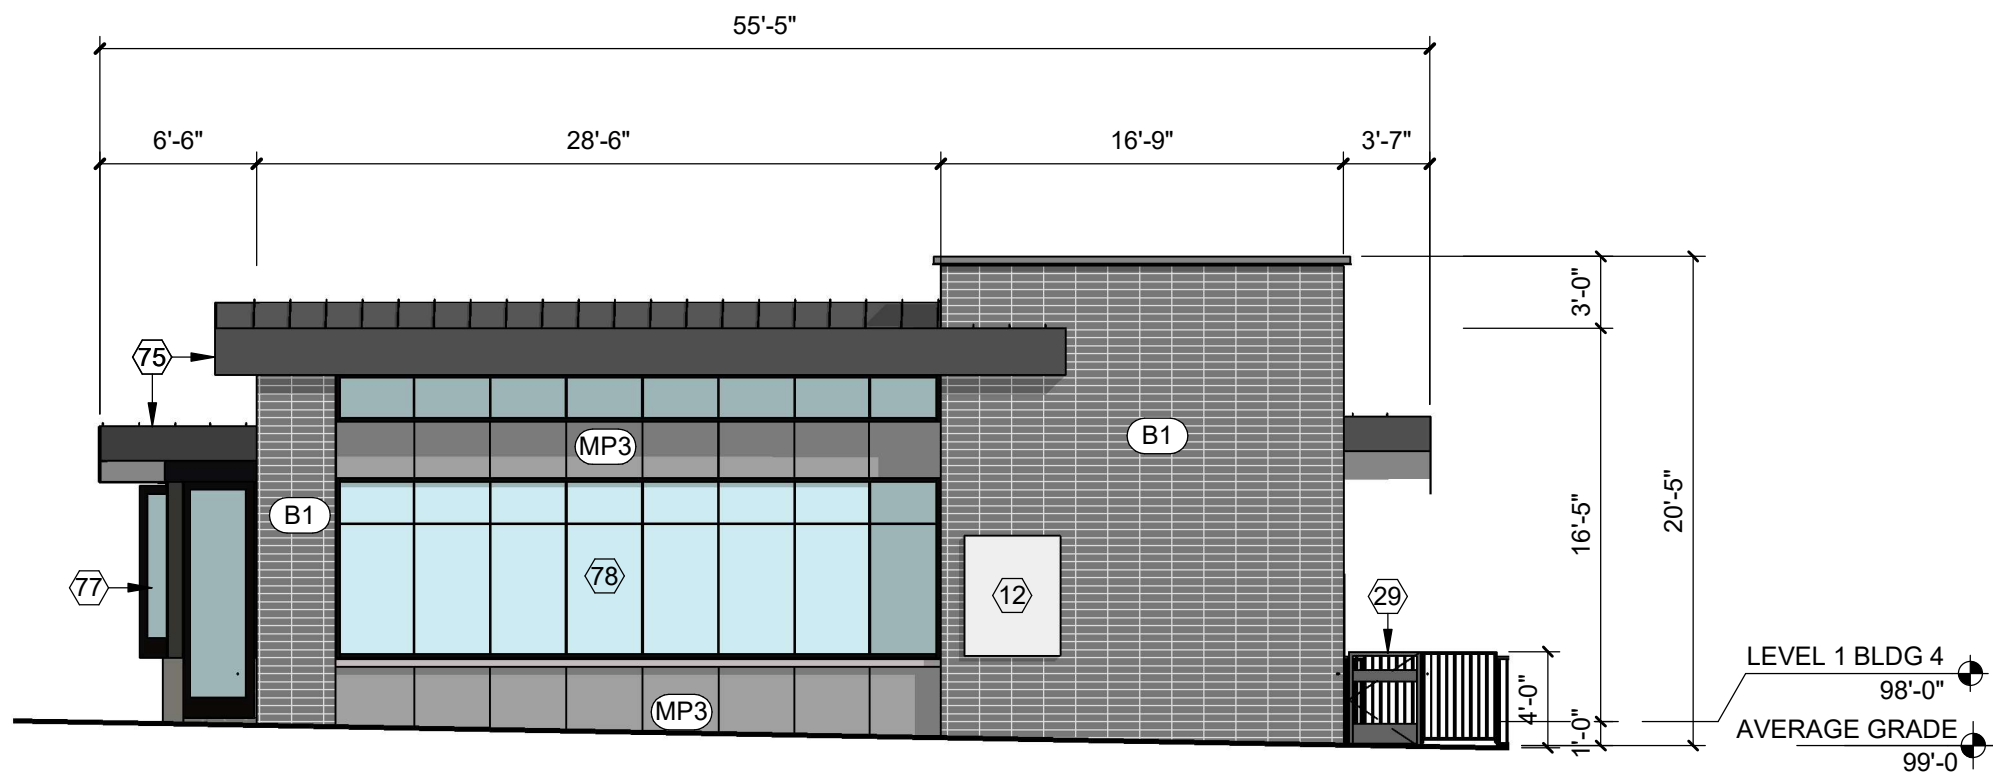 55'-5"
6'-6"
28'-6"
16'-9"
3'-7"
3'-0"
75
MP3
B1
B1
16'-5"
20'-5"
77
78
12
29
LEVEL 1 BLDG 4
98'-0"
4'-0"
MP3
1'-0"
AVERAGE GRADE
99'-0